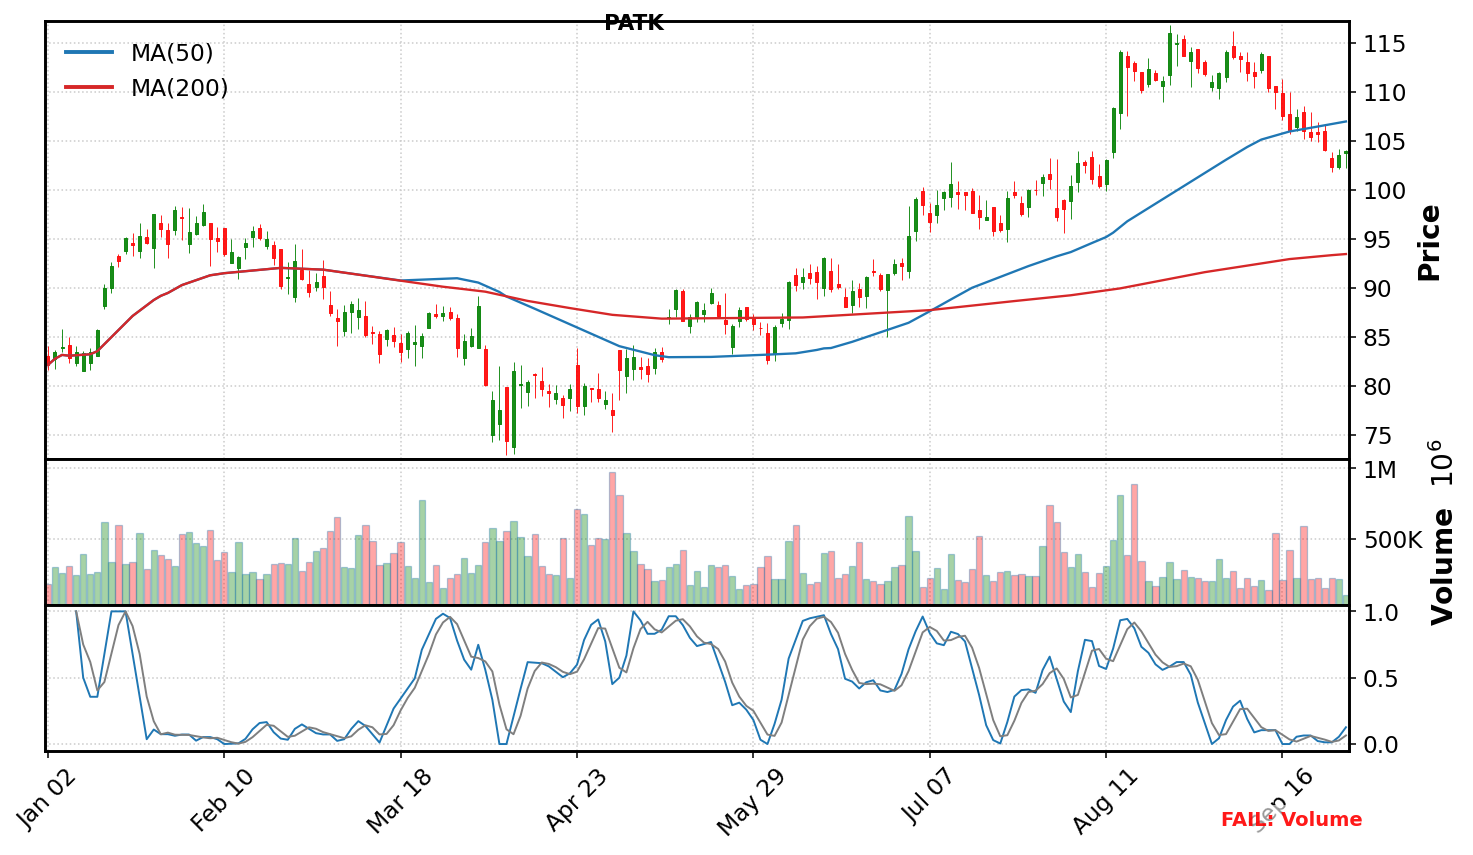 PATK
MA(50)
MA(200)
115
110
105
100
95
90
85
80
75
Price
1M
500K
Volume 10^6
1.0
0.5
0.0
Jan 02
Feb 10
Mar 18
Apr 23
May 29
Jul 07
Aug 11
Sep 16
FAIL: Volume